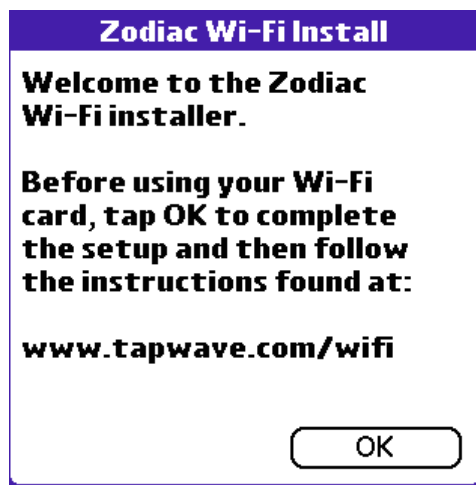 Zodiac Wi-Fi Install
Welcome to the Zodiac
Wi-Fi installer.
Before using your Wi-Fi
card, tap OK to complete
the setup and then follow
the instructions found at:
www.tapwave.com/wifi
OK